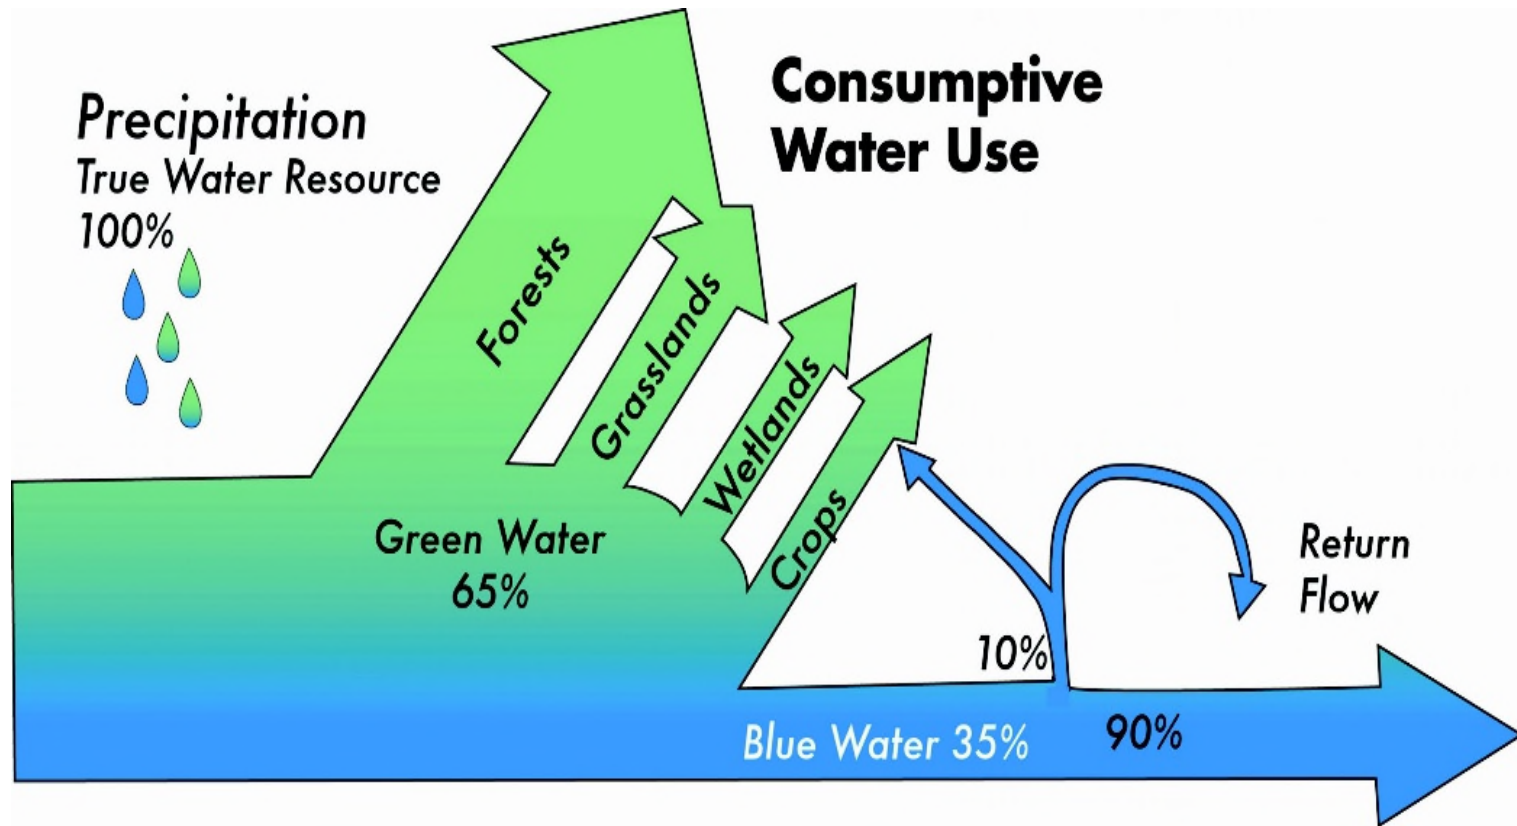 Precipitation
True Water Resource
100%
Consumptive
Water Use
Forests
Grasslands
Wetlands
Crops
Green Water
65%
Return
Flow
10%
Blue Water 35%
90%